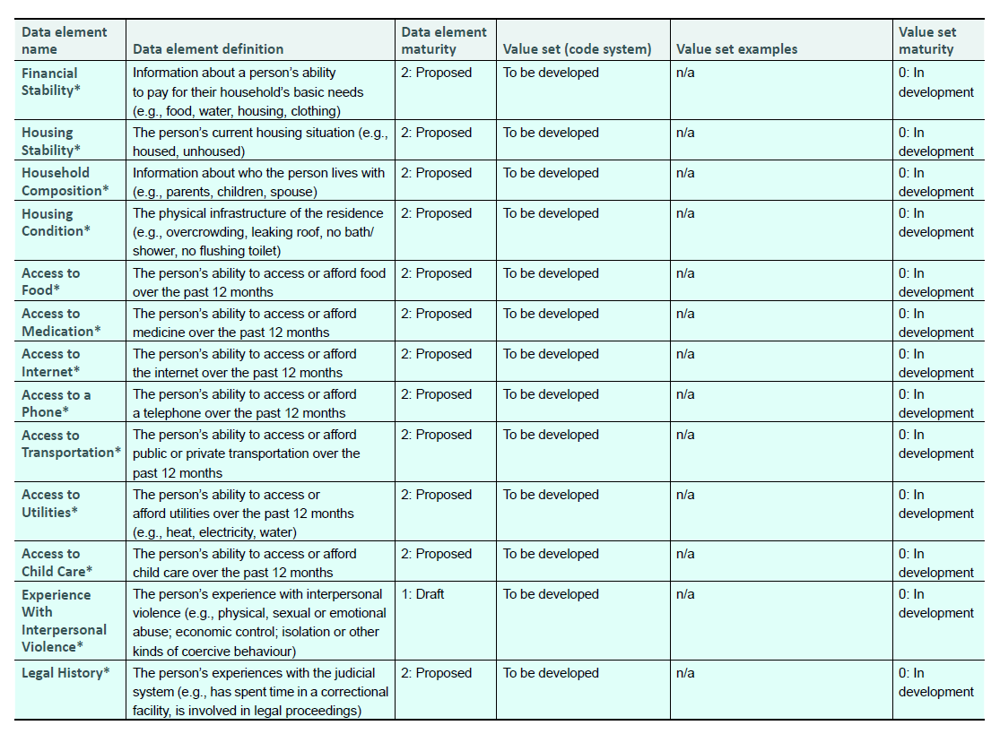 Data element name | Data element definition | Data element maturity | Value set (code system) | Value set examples | Value set maturity
Financial Stability* | Information about a person's ability to pay for their household's basic needs (e.g., food, water, housing, clothing) | 2: Proposed | To be developed | n/a | 0: In development
Housing Stability* | The person's current housing situation (e.g., housed, unhoused) | 2: Proposed | To be developed | n/a | 0: In development
Household Composition* | Information about who the person lives with (e.g., parents, children, spouse) | 2: Proposed | To be developed | n/a | 0: In development
Housing Condition* | The physical infrastructure of the residence (e.g., overcrowding, leaking roof, no bath/shower, no flushing toilet) | 2: Proposed | To be developed | n/a | 0: In development
Access to Food* | The person's ability to access or afford food over the past 12 months | 2: Proposed | To be developed | n/a | 0: In development
Access to Medication* | The person's ability to access or afford medicine over the past 12 months | 2: Proposed | To be developed | n/a | 0: In development
Access to Internet* | The person's ability to access or afford the internet over the past 12 months | 2: Proposed | To be developed | n/a | 0: In development
Access to a Phone* | The person's ability to access or afford a telephone over the past 12 months | 2: Proposed | To be developed | n/a | 0: In development
Access to Transportation* | The person's ability to access or afford public or private transportation over the past 12 months | 2: Proposed | To be developed | n/a | 0: In development
Access to Utilities* | The person's ability to access or afford utilities over the past 12 months (e.g., heat, electricity, water) | 2: Proposed | To be developed | n/a | 0: In development
Access to Child Care* | The person's ability to access or afford child care over the past 12 months | 2: Proposed | To be developed | n/a | 0: In development
Experience With Interpersonal Violence* | The person's experience with interpersonal violence (e.g., physical, sexual or emotional abuse; economic control; isolation or other kinds of coercive behaviour) | 1: Draft | To be developed | n/a | 0: In development
Legal History* | The person's experiences with the judicial system (e.g., has spent time in a correctional facility, is involved in legal proceedings) | 2: Proposed | To be developed | n/a | 0: In development